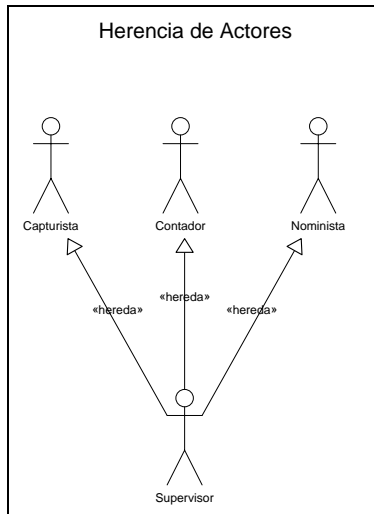 Herencia de Actores
Capturista
Contador
Nominista
«hereda»
«hereda»
«hereda»
Supervisor